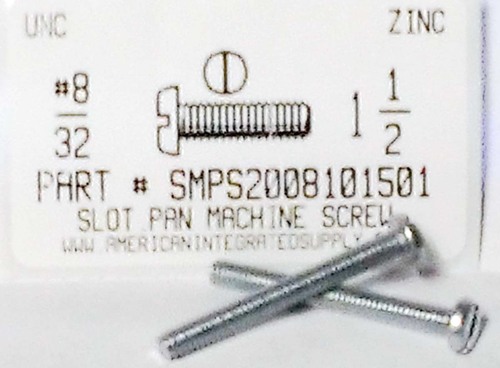 UNC ZINC
#8
32
1 1
2
PART # SMPS2008101501
SLOT PAN MACHINE SCREW
WWW.AMERICANINTEGRATEDSUPPLY